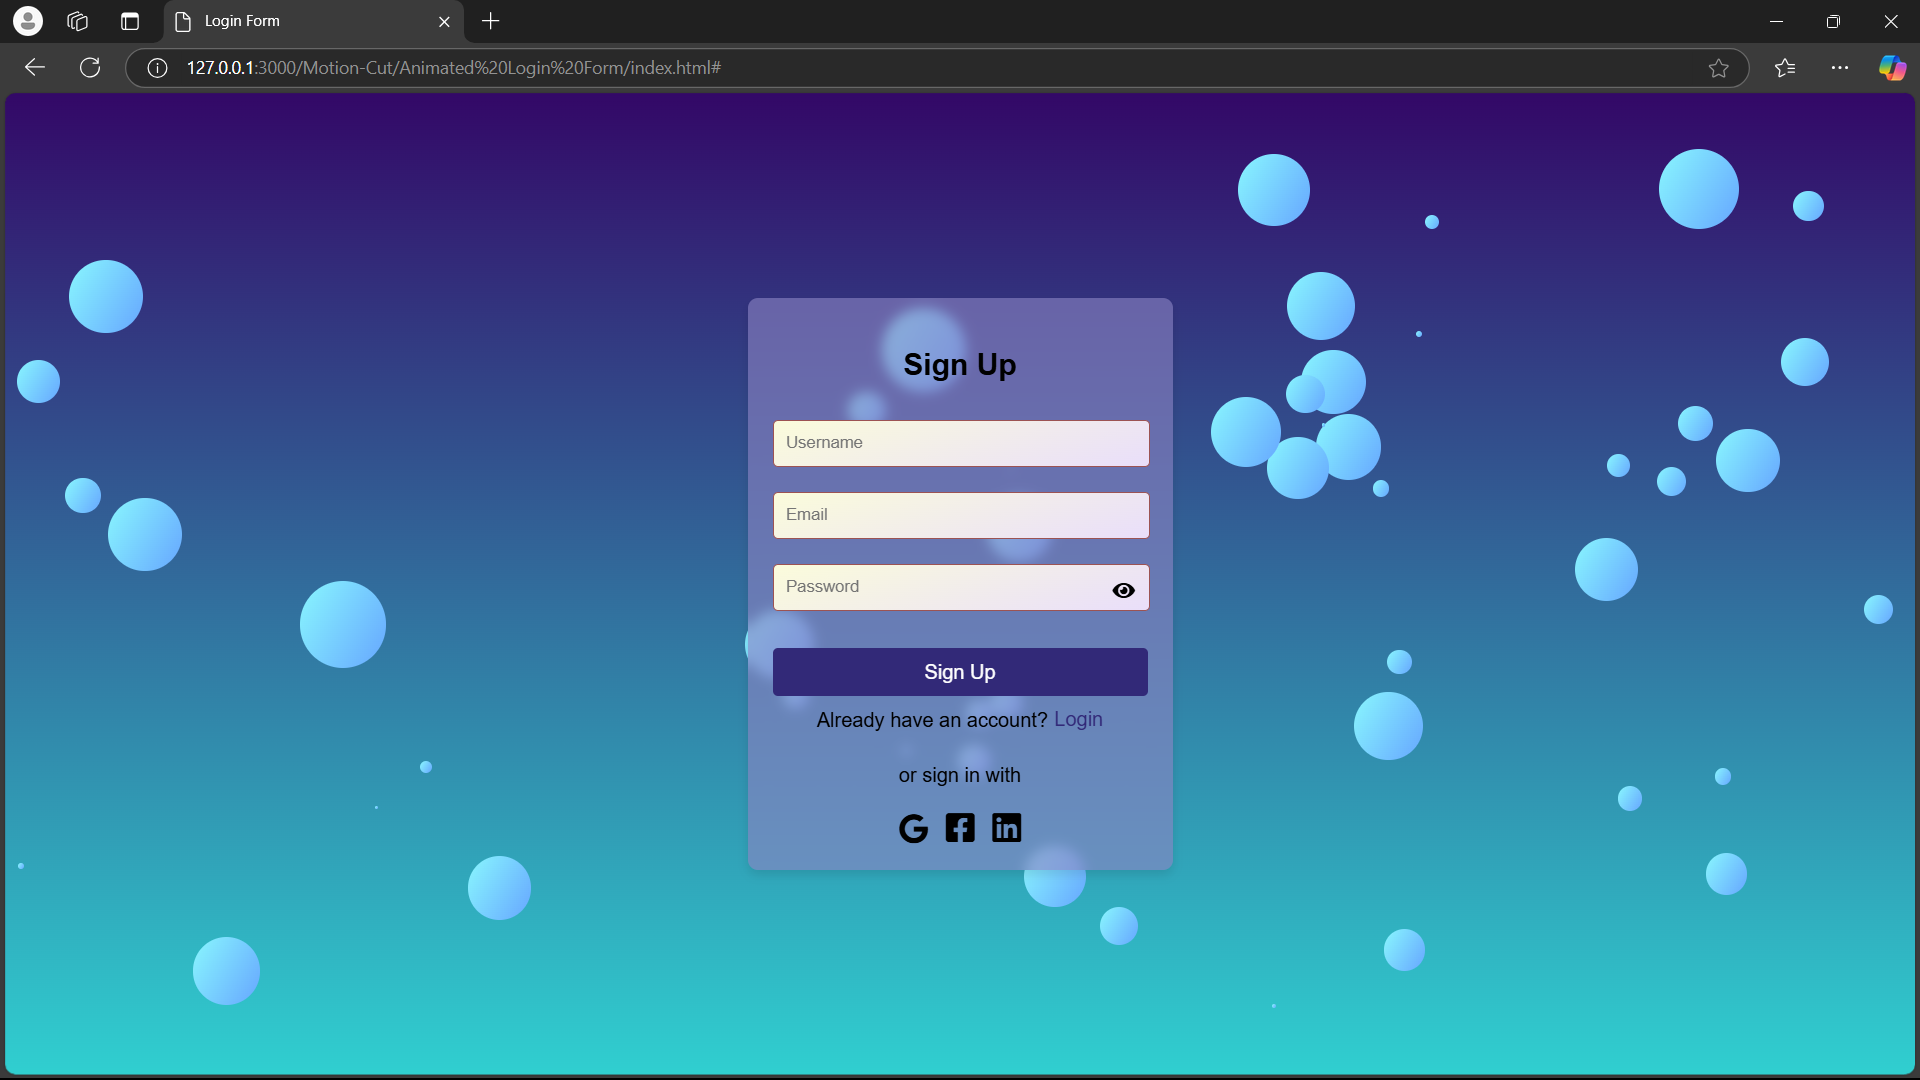 Login Form
127.0.0.1:3000/Motion-Cut/Animated%20Login%20Form/index.html#
Sign Up
Username
Email
Password
Sign Up
Already have an account? Login
or sign in with